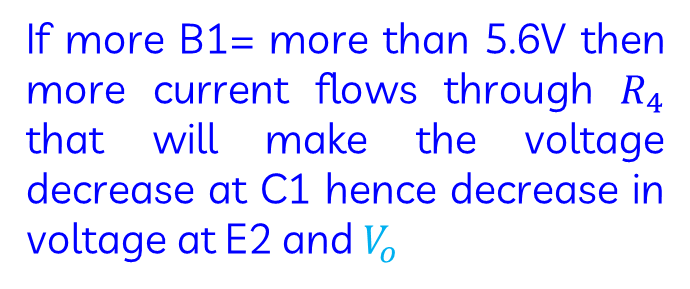 If more B1= more than 5.6V then
more current flows through R₄
that will make the voltage
decrease at C1 hence decrease in
voltage at E2 and Vₒ